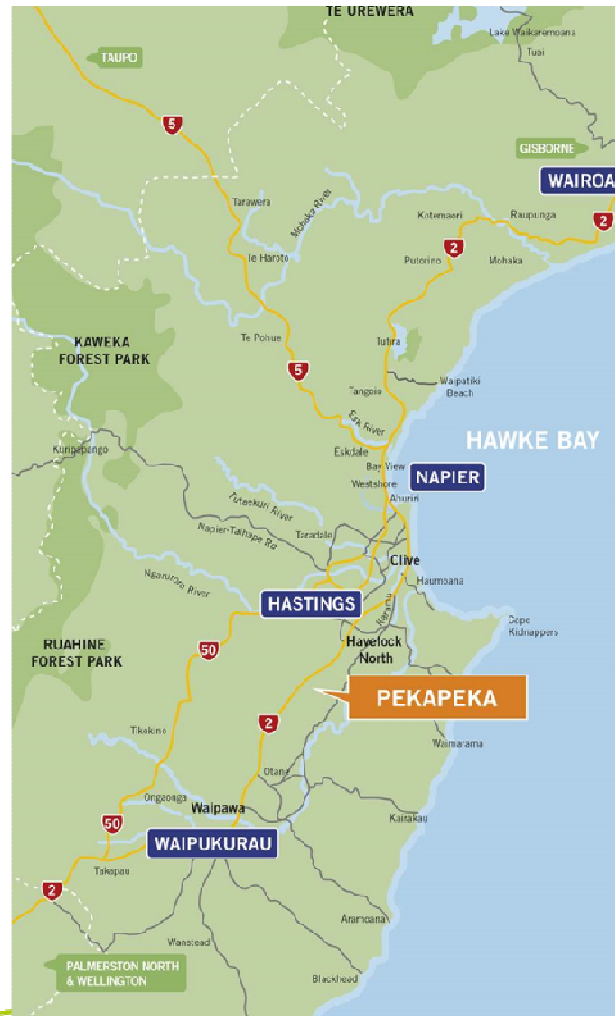 TE UREWERA
Lake Waikaremoana
Tuai
TAUPO
5
GISBORNE
WAIROA
Tarawera
Mohaka River
Kotemaori
Raupunga
2
2
Te Haroto
Putorino
Mohaka
KAWEKA
FOREST PARK
Te Pohue
Tutira
5
Tangoio
Waipatiki
Beach
Esk River
HAWKE BAY
Kuripapango
Eskdale
Bay View
NAPIER
Westshore
Ahuriri
Tutaekuri River
Napier-Taihape Rd
Taradale
Clive
Ngaruroro River
Haumoana
HASTINGS
Cape
Kidnappers
RUAHINE
FOREST PARK
50
Havelock
North
PEKAPEKA
2
Tikokino
Waimarama
Otane
Ongaonga
Waipawa
Kairakau
50
WAIPUKURAU
Takapau
2
Aramoana
Wanstead
PALMERSTON NORTH
& WELLINGTON
Blackhead